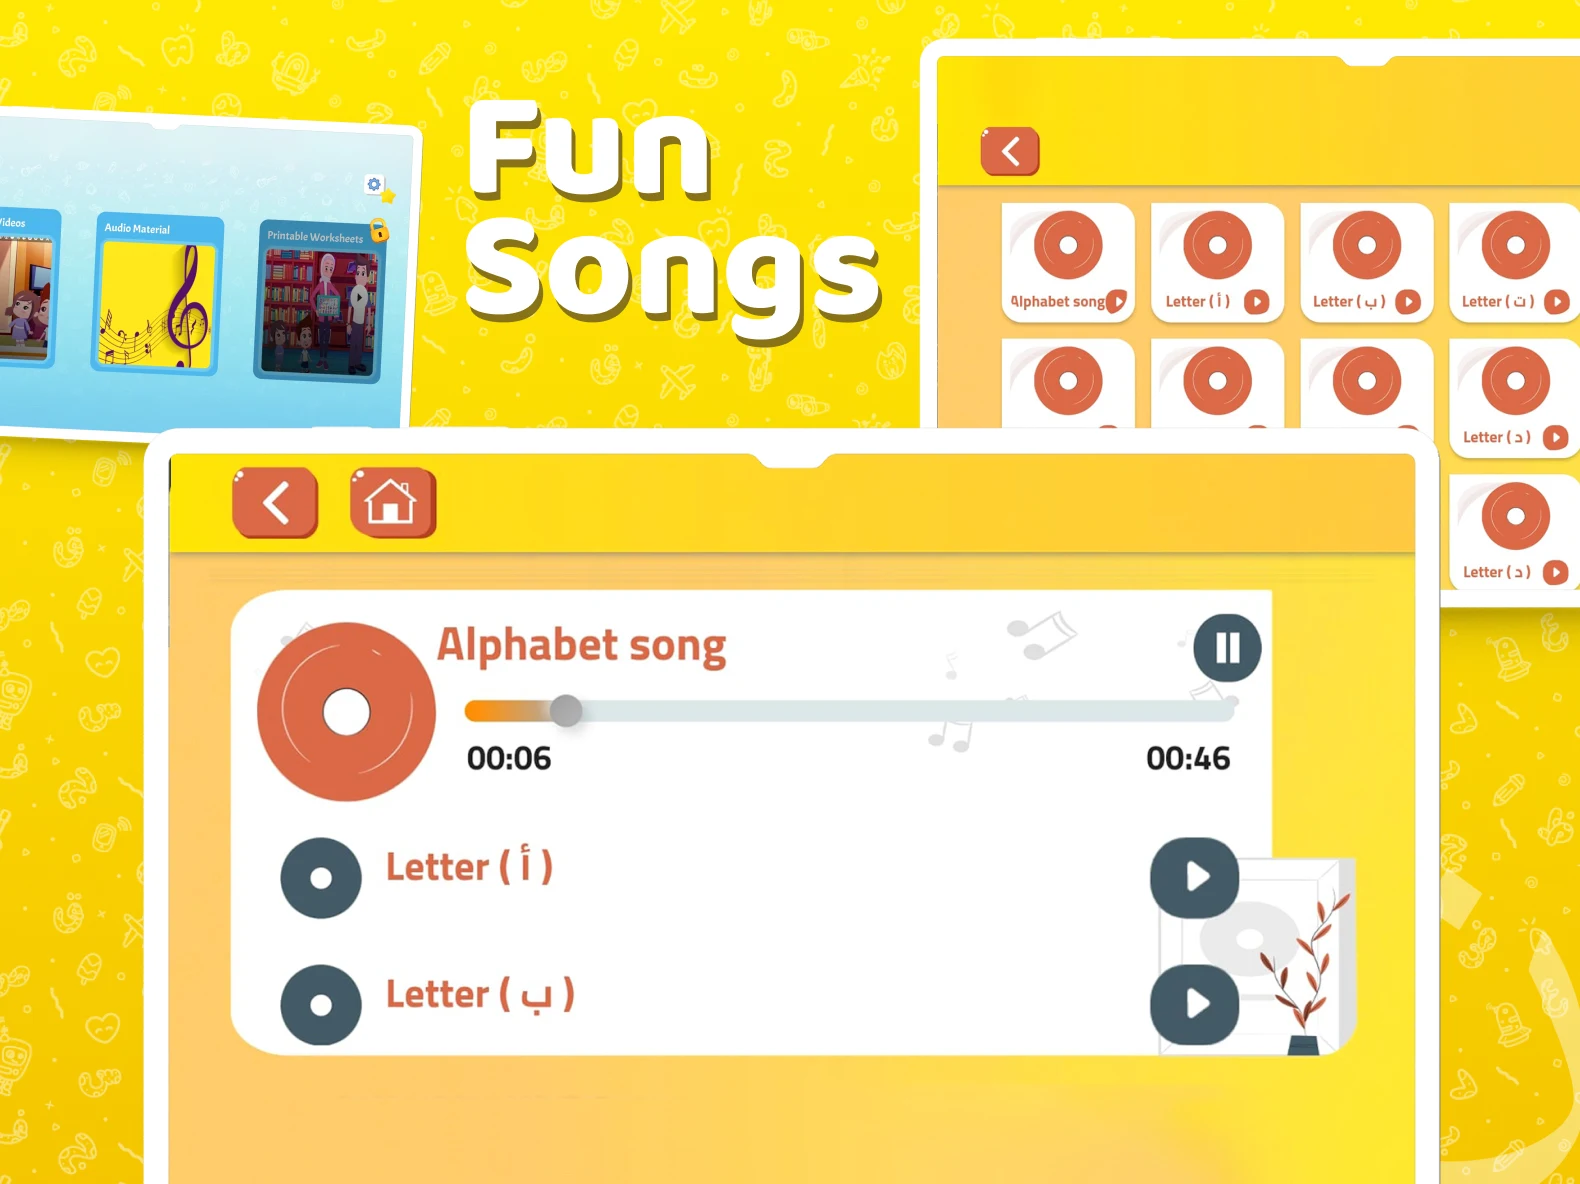 Fun
Songs
Videos
Audio Material
Printable Worksheets
Alphabet song
Letter ( أ )
Letter ( ب )
Letter ( ت )
Letter ( د )
Letter ( د )
Alphabet song
00:06
00:46
Letter ( أ )
Letter ( ب )